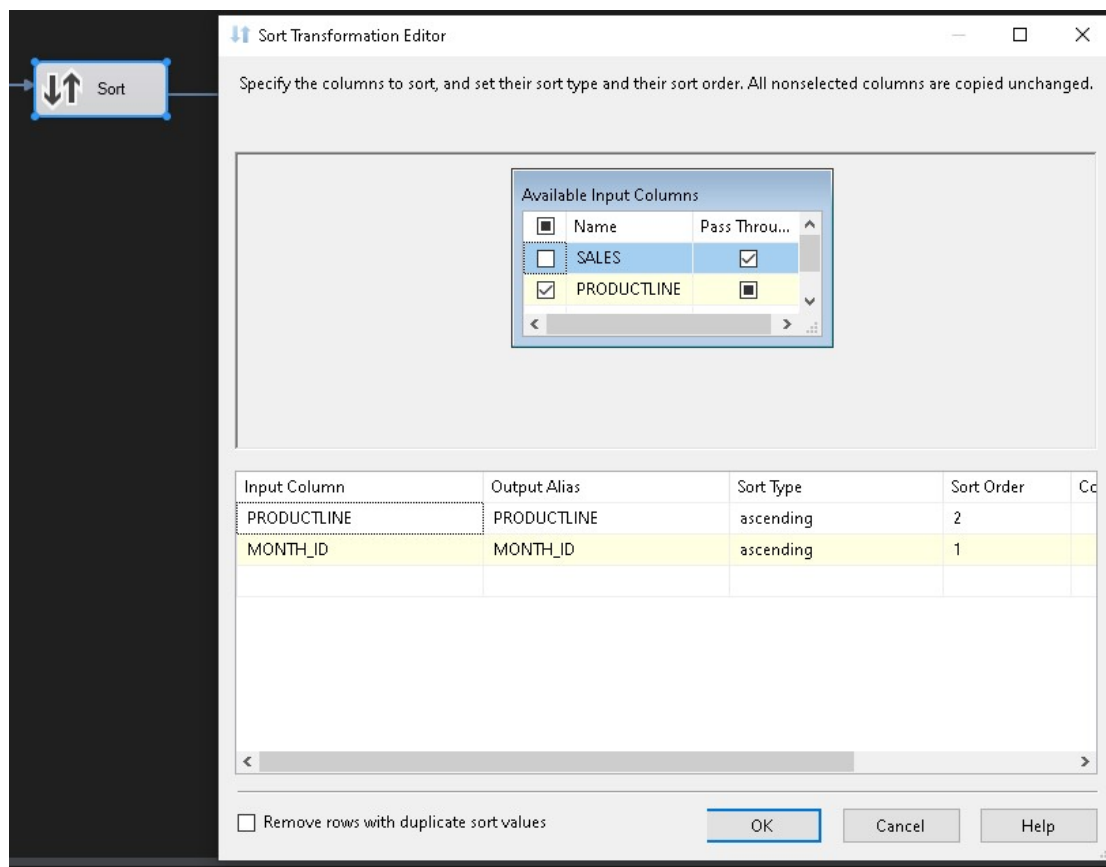 Sort
Sort Transformation Editor
Specify the columns to sort, and set their sort type and their sort order. All nonselected columns are copied unchanged.
Available Input Columns
Name Pass Throu...
SALES
PRODUCTLINE
Input Column Output Alias Sort Type Sort Order Co
PRODUCTLINE PRODUCTLINE ascending 2
MONTH_ID MONTH_ID ascending 1
Remove rows with duplicate sort values
OK Cancel Help